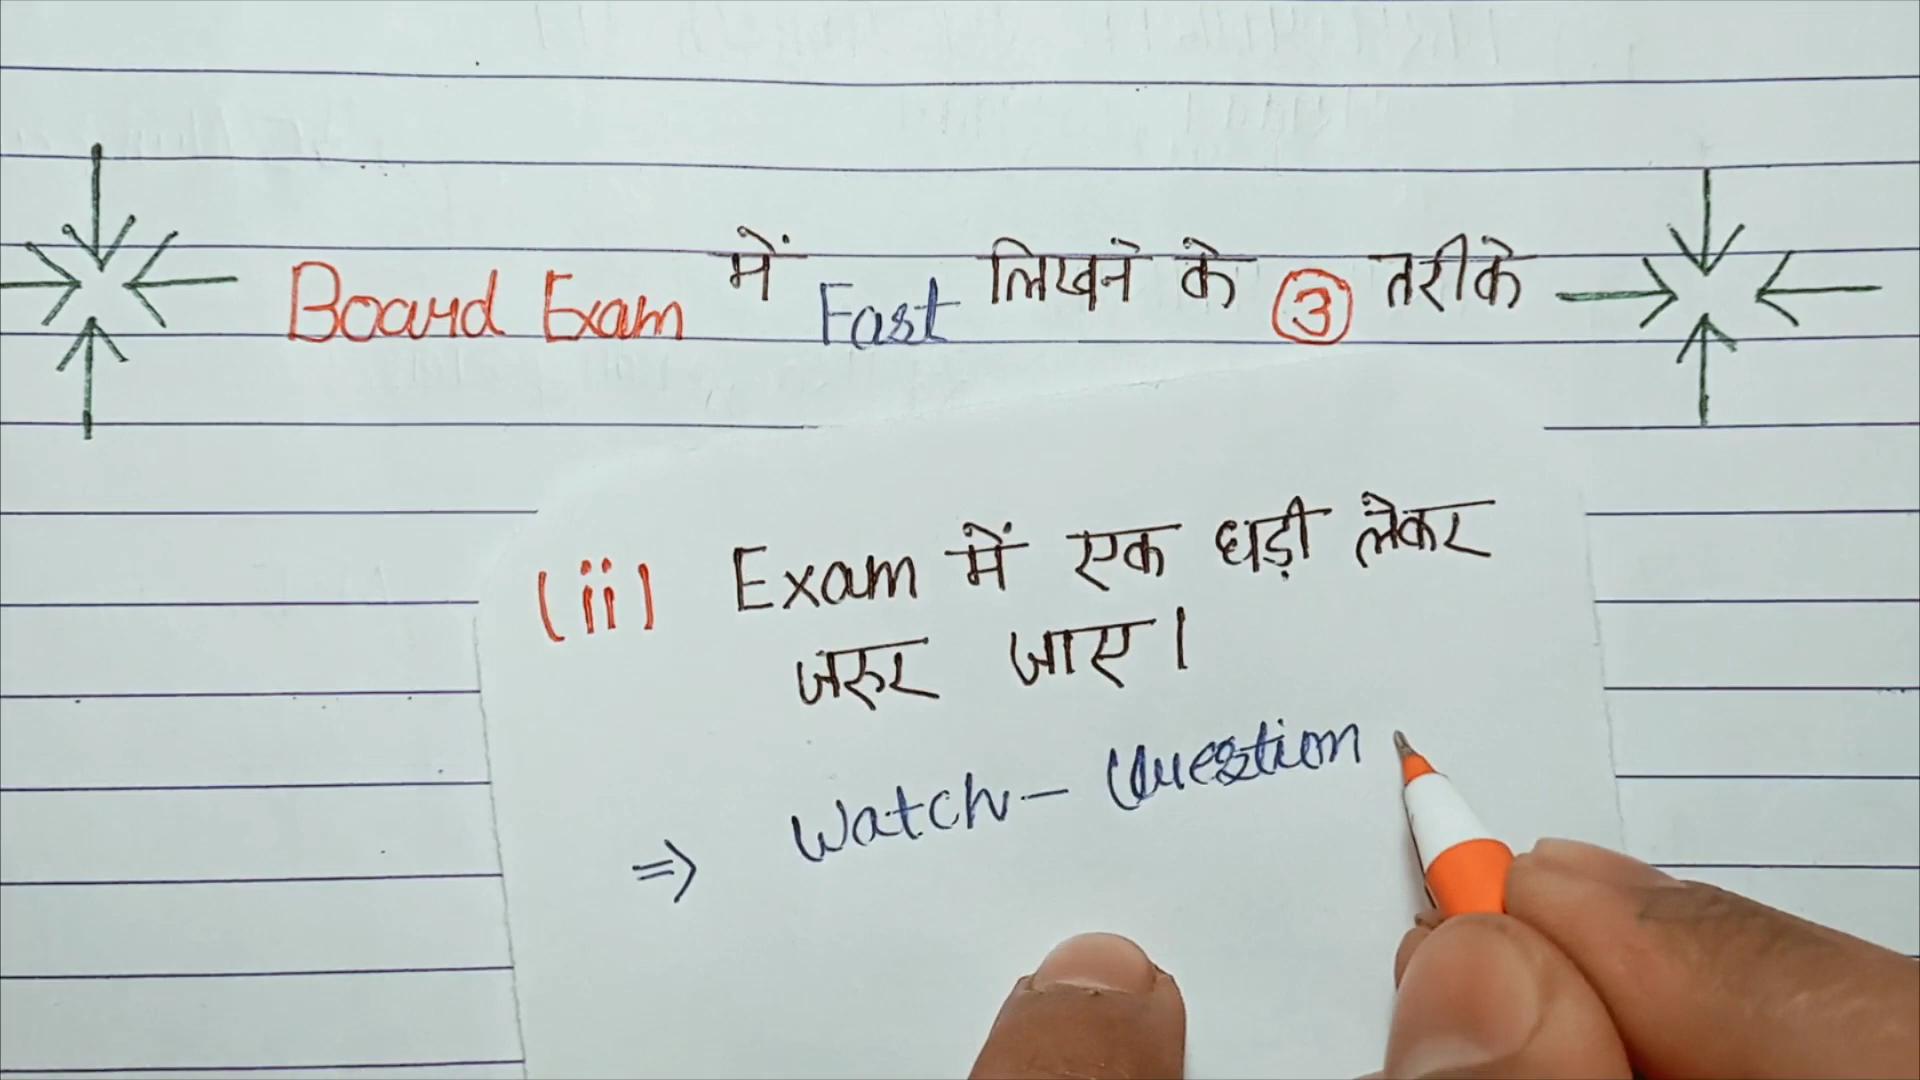 Board Exam में Fast लिखने के 3 तरीके
(ii) Exam में एक घड़ी लेकर
जरुर जाए।
⇒ Watch - Question